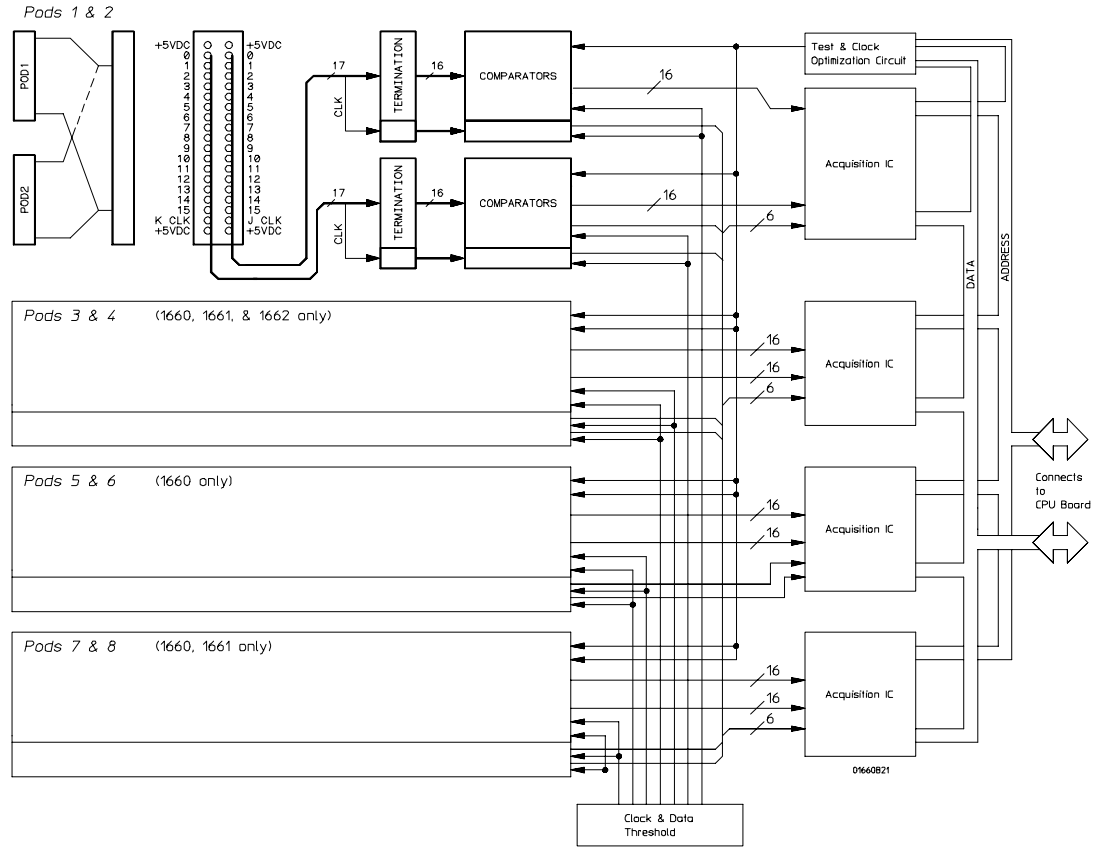 Pods 1 & 2
POD1
POD2
+5VDC +5VDC
0 0
1 1
2 2
3 3
4 4
5 5
6 6
7 7
8 8
9 9
10 10
11 11
12 12
13 13
14 14
15 15
K CLK J CLK
+5VDC +5VDC
17
CLK
TERMINATION
16
COMPARATORS
16
17
CLK
TERMINATION
16
COMPARATORS
16
6
Test & Clock
Optimization Circuit
Acquisition IC
DATA
ADDRESS
Pods 3 & 4 (1660, 1661, & 1662 only)
16
16
6
Acquisition IC
Connects
to
CPU Board
Pods 5 & 6 (1660 only)
16
16
Acquisition IC
Pods 7 & 8 (1660, 1661 only)
16
16
6
Acquisition IC
01660B21
Clock & Data
Threshold